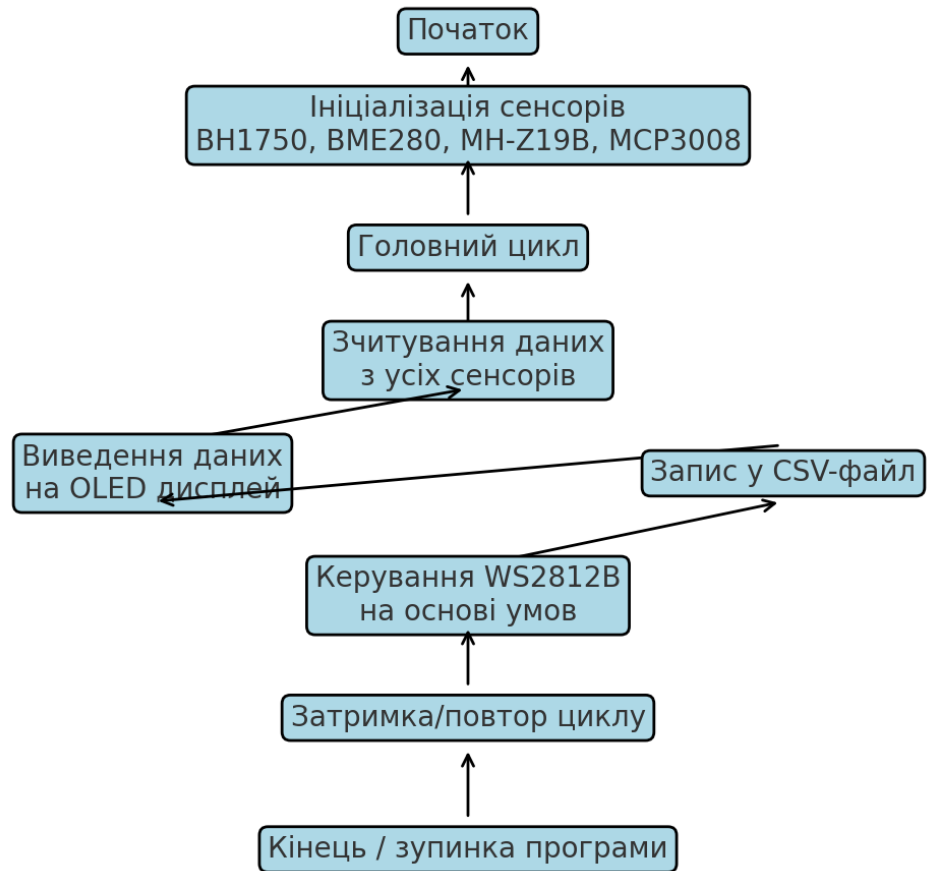 Початок
Ініціалізація сенсорів
BH1750, BME280, MH-Z19B, MCP3008
Головний цикл
Зчитування даних
з усіх сенсорів
Виведення даних
на OLED дисплей
Запис у CSV-файл
Керування WS2812B
на основі умов
Затримка/повтор циклу
Кінець / зупинка програми